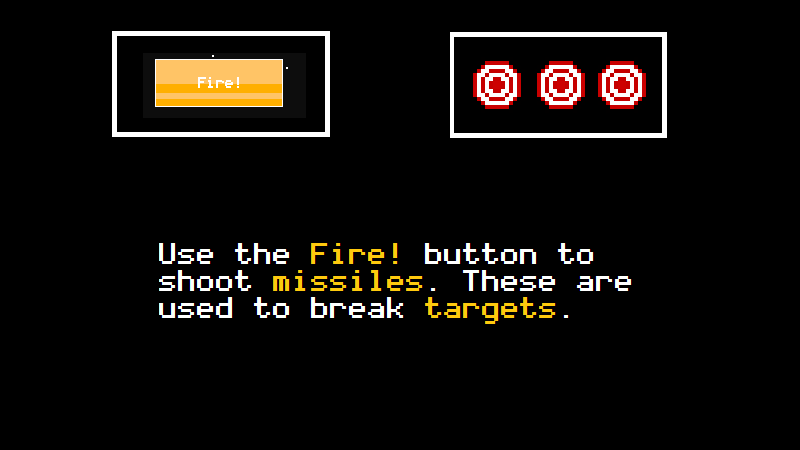 Fire!
Use the Fire! button to
shoot missiles. These are
used to break targets.